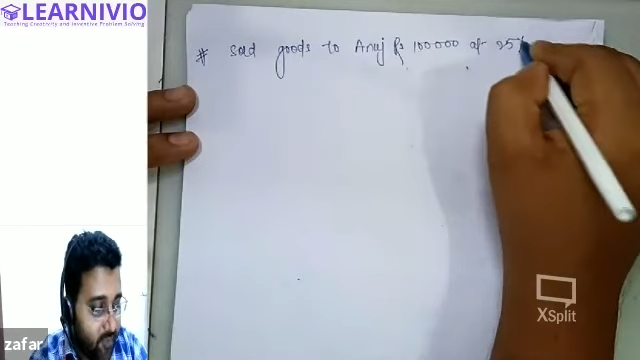 LEARNIVIO
Teaching Creativity and Inventive Problem Solving
# Sold goods to Anuj Rs 100000 at 25%
XSplit
zafar